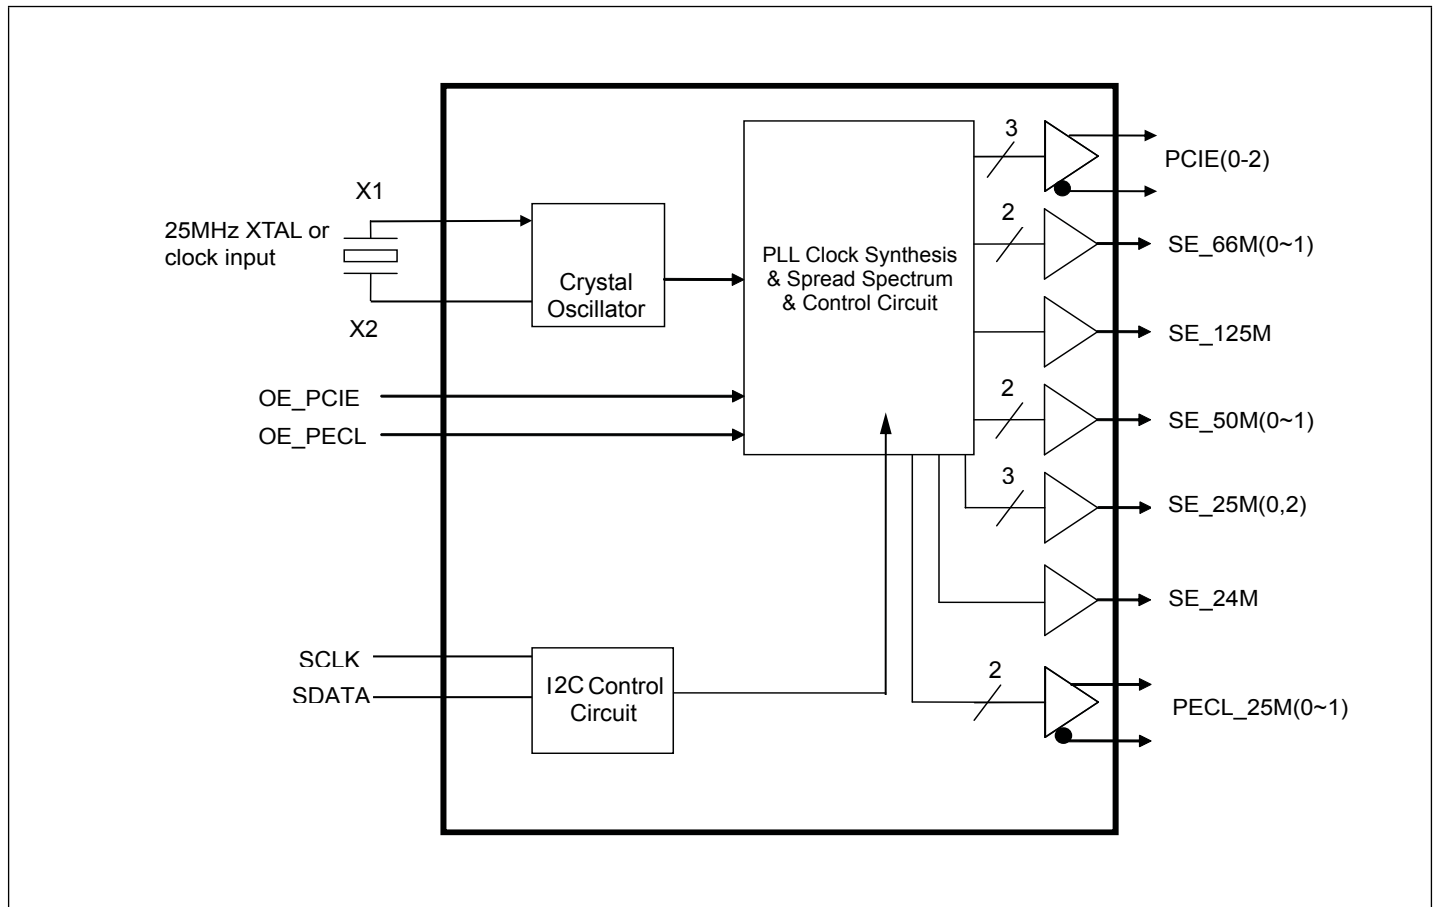 X1
25MHz XTAL or
clock input
X2
OE_PCIE
OE_PECL
SCLK
SDATA
Crystal
Oscillator
I2C Control
Circuit
PLL Clock Synthesis
& Spread Spectrum
& Control Circuit
3
PCIE(0-2)
2
SE_66M(0~1)
SE_125M
2
SE_50M(0~1)
3
SE_25M(0,2)
SE_24M
2
PECL_25M(0~1)